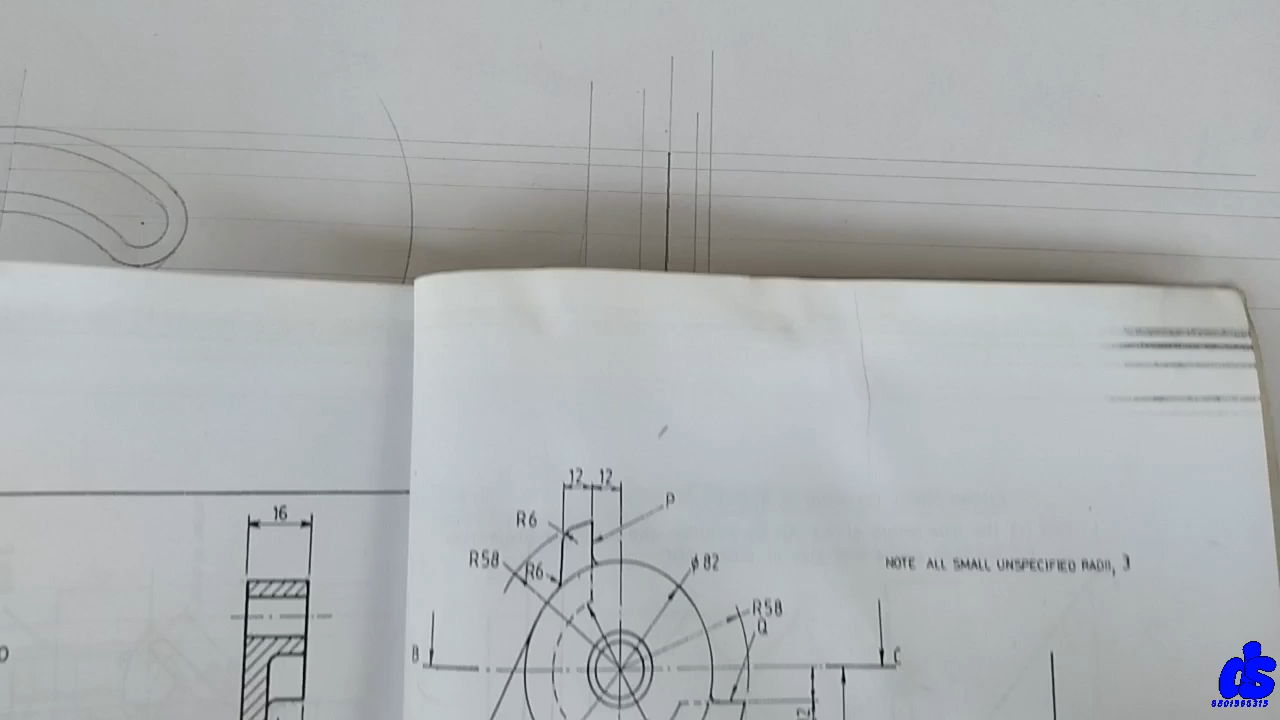 12 12
P
R6
16
R58
R6
φ82
NOTE ALL SMALL UNSPECIFIED RADII, 3
R58
Q
B
C